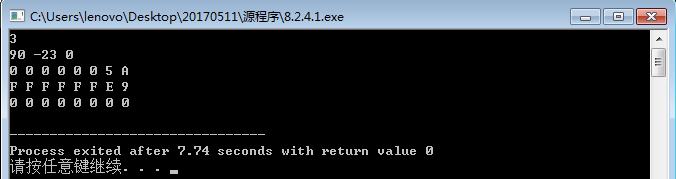 C:\Users\lenovo\Desktop\20170511\源程序\8.2.4.1.exe
3
90 -23 0
0 0 0 0 0 0 5 A
F F F F F F E 9
0 0 0 0 0 0 0 0
--------------------------------
Process exited after 7.74 seconds with return value 0
请按任意键继续. . .